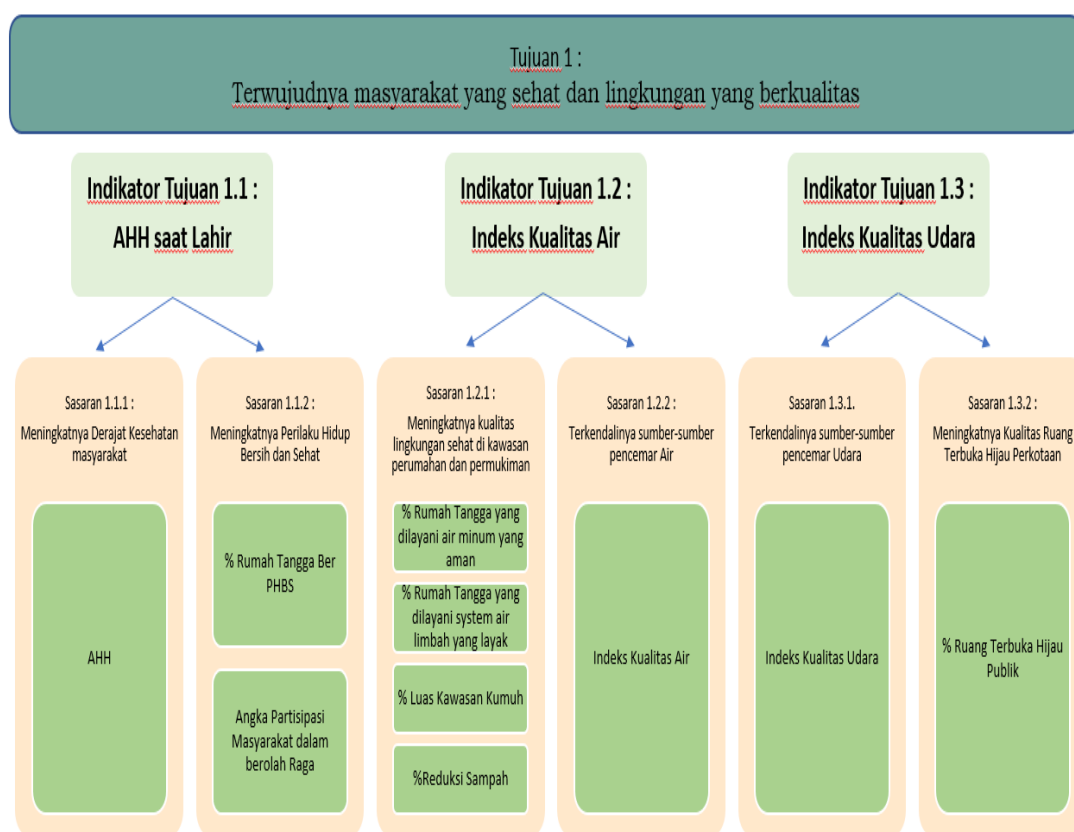 Tujuan 1 :
Terwujudnya masyarakat yang sehat dan lingkungan yang berkualitas
Indikator Tujuan 1.1 :
AHH saat Lahir
Indikator Tujuan 1.2 :
Indeks Kualitas Air
Indikator Tujuan 1.3 :
Indeks Kualitas Udara
Sasaran 1.1.1 :
Meningkatnya Derajat Kesehatan
masyarakat
AHH
Sasaran 1.1.2 :
Meningkatnya Perilaku Hidup
Bersih dan Sehat
% Rumah Tangga Ber
PHBS
Angka Partisipasi
Masyarakat dalam
berolah Raga
Sasaran 1.2.1 :
Meningkatnya kualitas
lingkungan sehat di kawasan
perumahan dan permukiman
% Rumah Tangga yang
dilayani air minum yang
aman
% Rumah Tangga yang
dilayani system air
limbah yang layak
% Luas Kawasan Kumuh
%Reduksi Sampah
Sasaran 1.2.2 :
Terkendalinya sumber-sumber
pencemar Air
Indeks Kualitas Air
Sasaran 1.3.1.
Terkendalinya sumber-sumber
pencemar Udara
Indeks Kualitas Udara
Sasaran 1.3.2 :
Meningkatnya Kualitas Ruang
Terbuka Hijau Perkotaan
% Ruang Terbuka Hijau
Publik